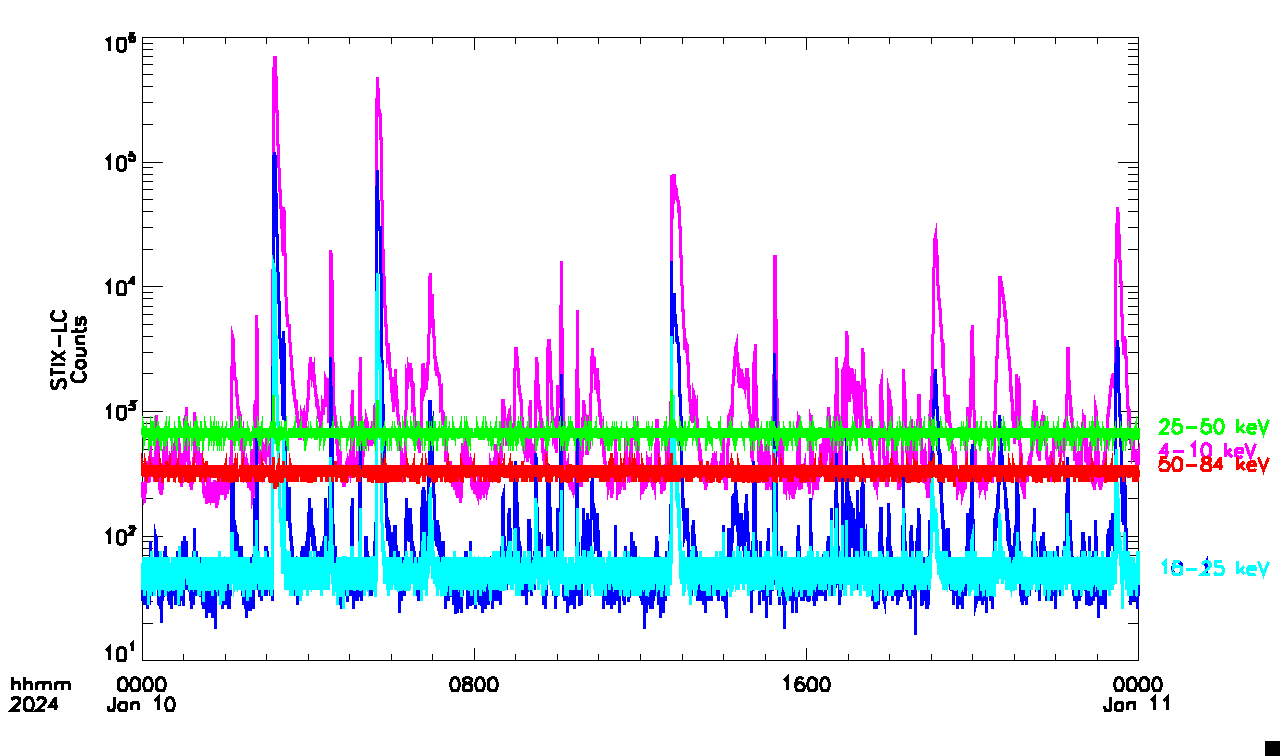 10⁶
10⁵
10⁴
10³
10²
10¹
STIX-LC
Counts
25-50 keV
4-10 keV
50-84 keV
16-25 keV
hhmm
2024
0000
Jan 10
0800
1600
0000
Jan 11